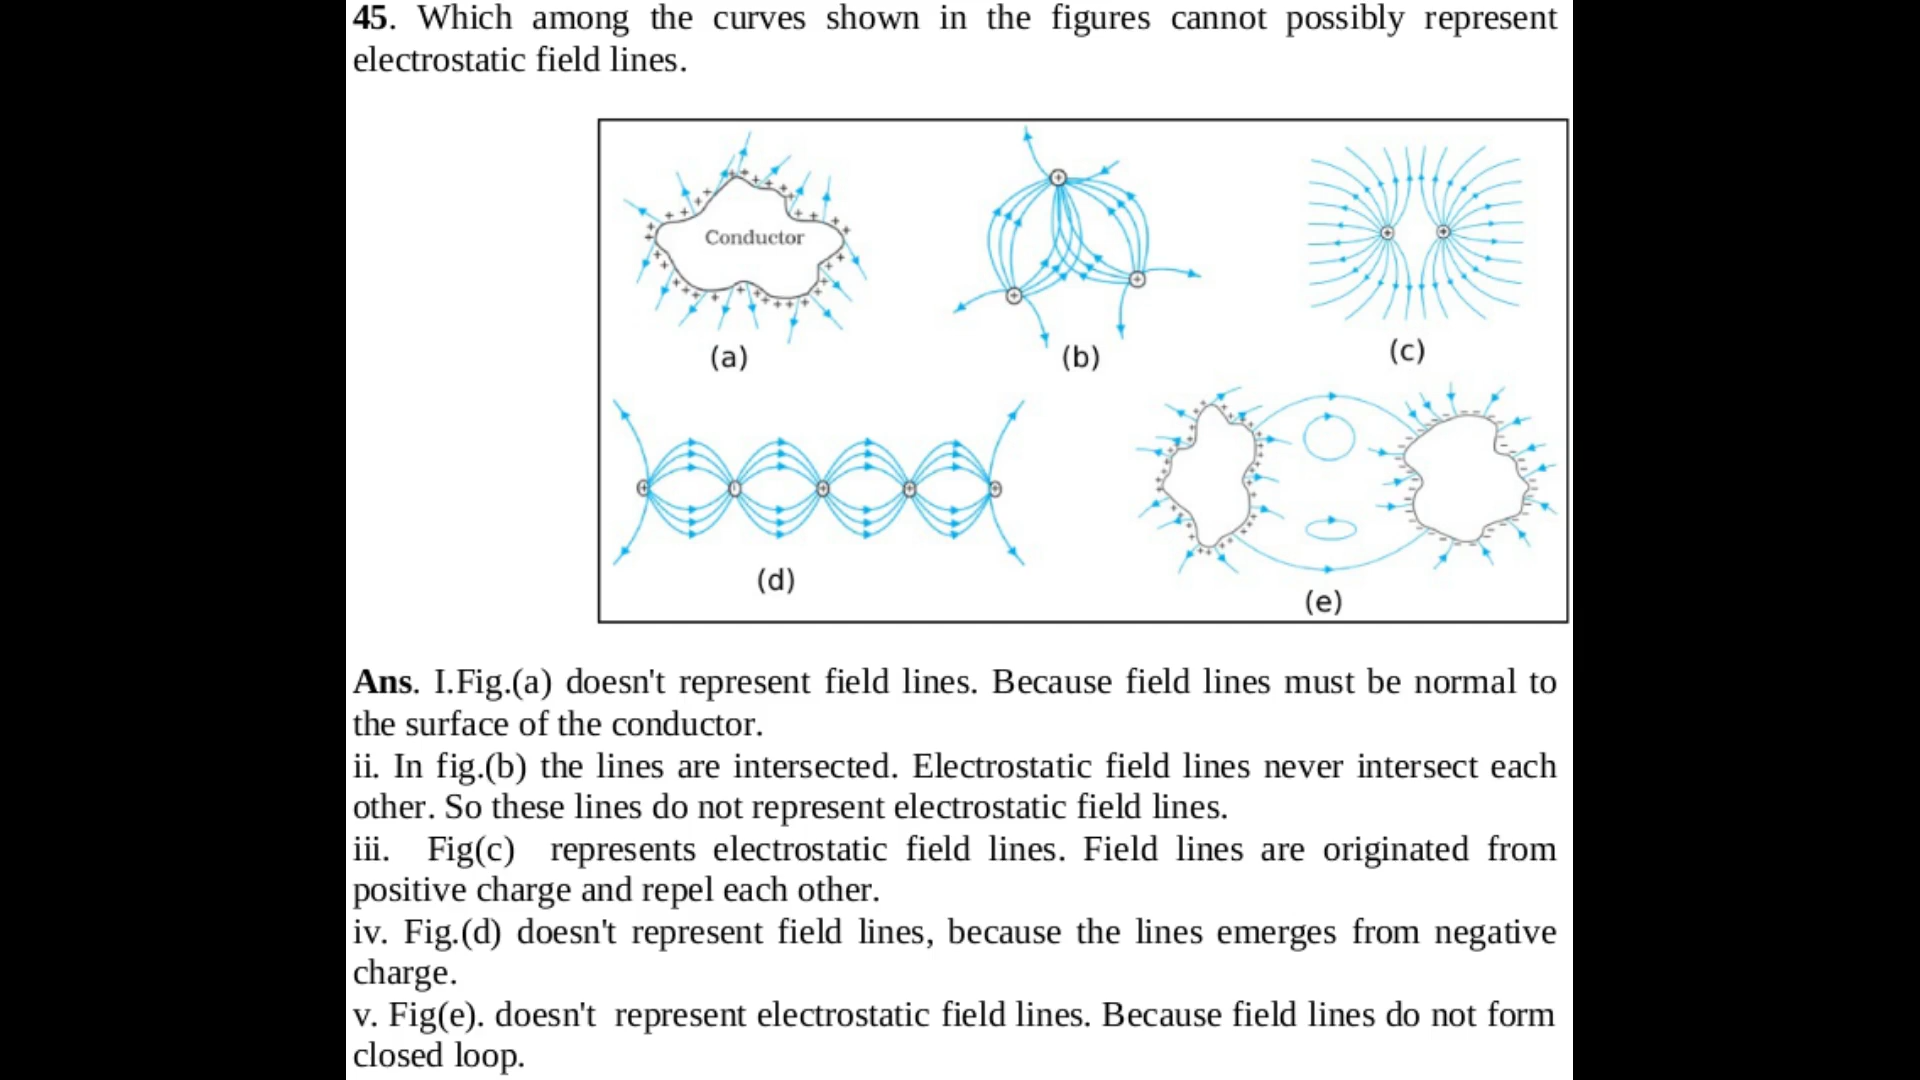 45. Which among the curves shown in the figures cannot possibly represent
electrostatic field lines.
Conductor
(a)
(b)
(c)
(d)
(e)
Ans. I.Fig.(a) doesn't represent field lines. Because field lines must be normal to
the surface of the conductor.
ii. In fig.(b) the lines are intersected. Electrostatic field lines never intersect each
other. So these lines do not represent electrostatic field lines.
iii. Fig(c) represents electrostatic field lines. Field lines are originated from
positive charge and repel each other.
iv. Fig.(d) doesn't represent field lines, because the lines emerges from negative
charge.
v. Fig(e). doesn't represent electrostatic field lines. Because field lines do not form
closed loop.